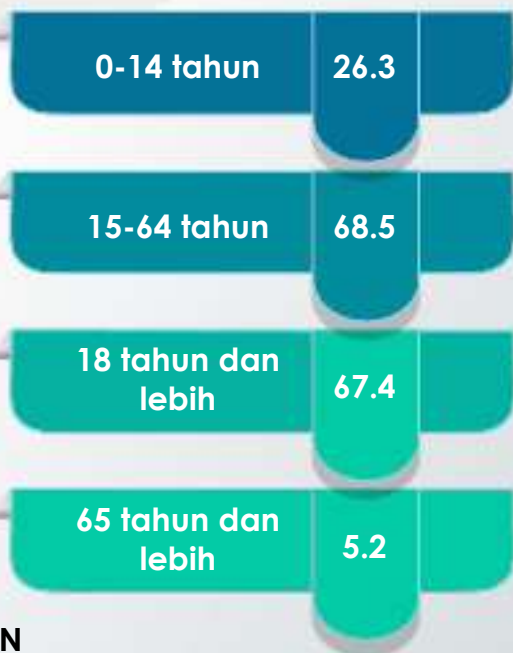 0-14 tahun 26.3
15-64 tahun 68.5
18 tahun dan
lebih
67.4
65 tahun dan
lebih
5.2
N